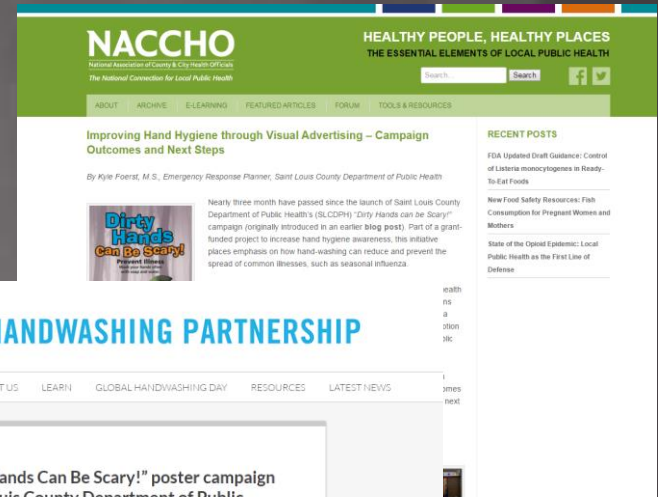 NACCHO
National Association of County & City Health Officials
The National Connection for Local Public Health
HEALTHY PEOPLE, HEALTHY PLACES
THE ESSENTIAL ELEMENTS OF LOCAL PUBLIC HEALTH
Search...
Search
ABOUT ARCHIVE E-LEARNING FEATURED ARTICLES FORUM TOOLS & RESOURCES
Improving Hand Hygiene through Visual Advertising – Campaign
Outcomes and Next Steps
By Kyle Foerst, M.S., Emergency Response Planner, Saint Louis County Department of Public Health
Dirty
Hands
Can Be Scary!
Prevent Illness
Nearly three month have passed since the launch of Saint Louis County
Department of Public Health's (SLCDPH) "Dirty Hands can be Scary!"
campaign (originally introduced in an earlier blog post). Part of a grant-
funded project to increase hand hygiene awareness, this initiative
places emphasis on how hand-washing can reduce and prevent the
spread of common illnesses, such as seasonal influenza.
RECENT POSTS
FDA Updated Draft Guidance: Control
of Listeria monocytogenes in Ready-
To-Eat Foods
New Food Safety Resources: Fish
Consumption for Pregnant Women and
Mothers
State of the Opioid Epidemic: Local
Public Health as the First Line of
Defense
HANDWASHING PARTNERSHIP
T US LEARN GLOBAL HANDWASHING DAY RESOURCES LATEST NEWS
ands Can Be Scary!" poster campaign
next